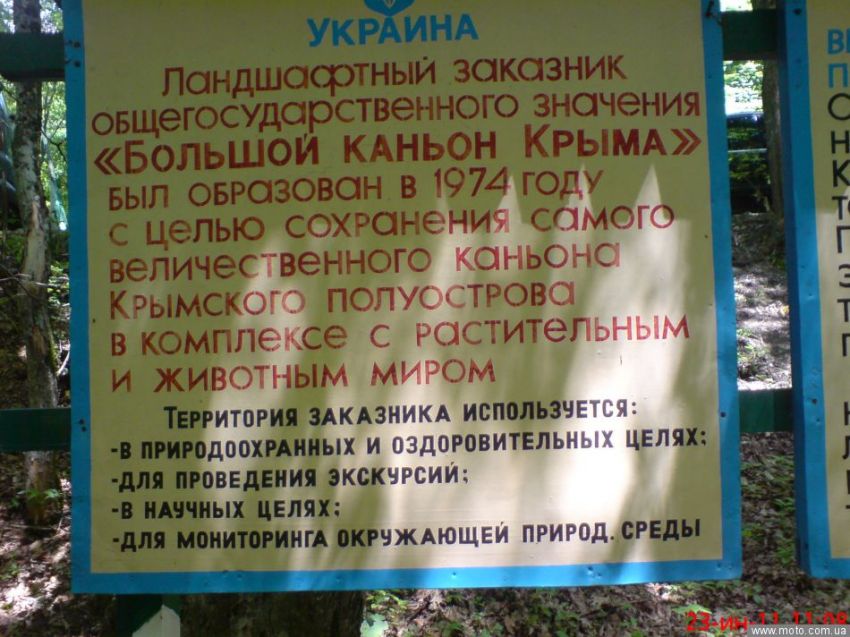 УКРАИНА
Ландшафтный заказник
общегосударственного значения
«Большой каньон Крыма»
был образован в 1974 году
с целью сохранения самого
величественного каньона
Крымского полуострова
в комплексе с растительным
и животным миром
Территория заказника используется:
-в природоохранных и оздоровительных целях;
-для проведения экскурсий;
-в научных целях;
-для мониторинга окружающей природ. среды
www.moto.com.ua